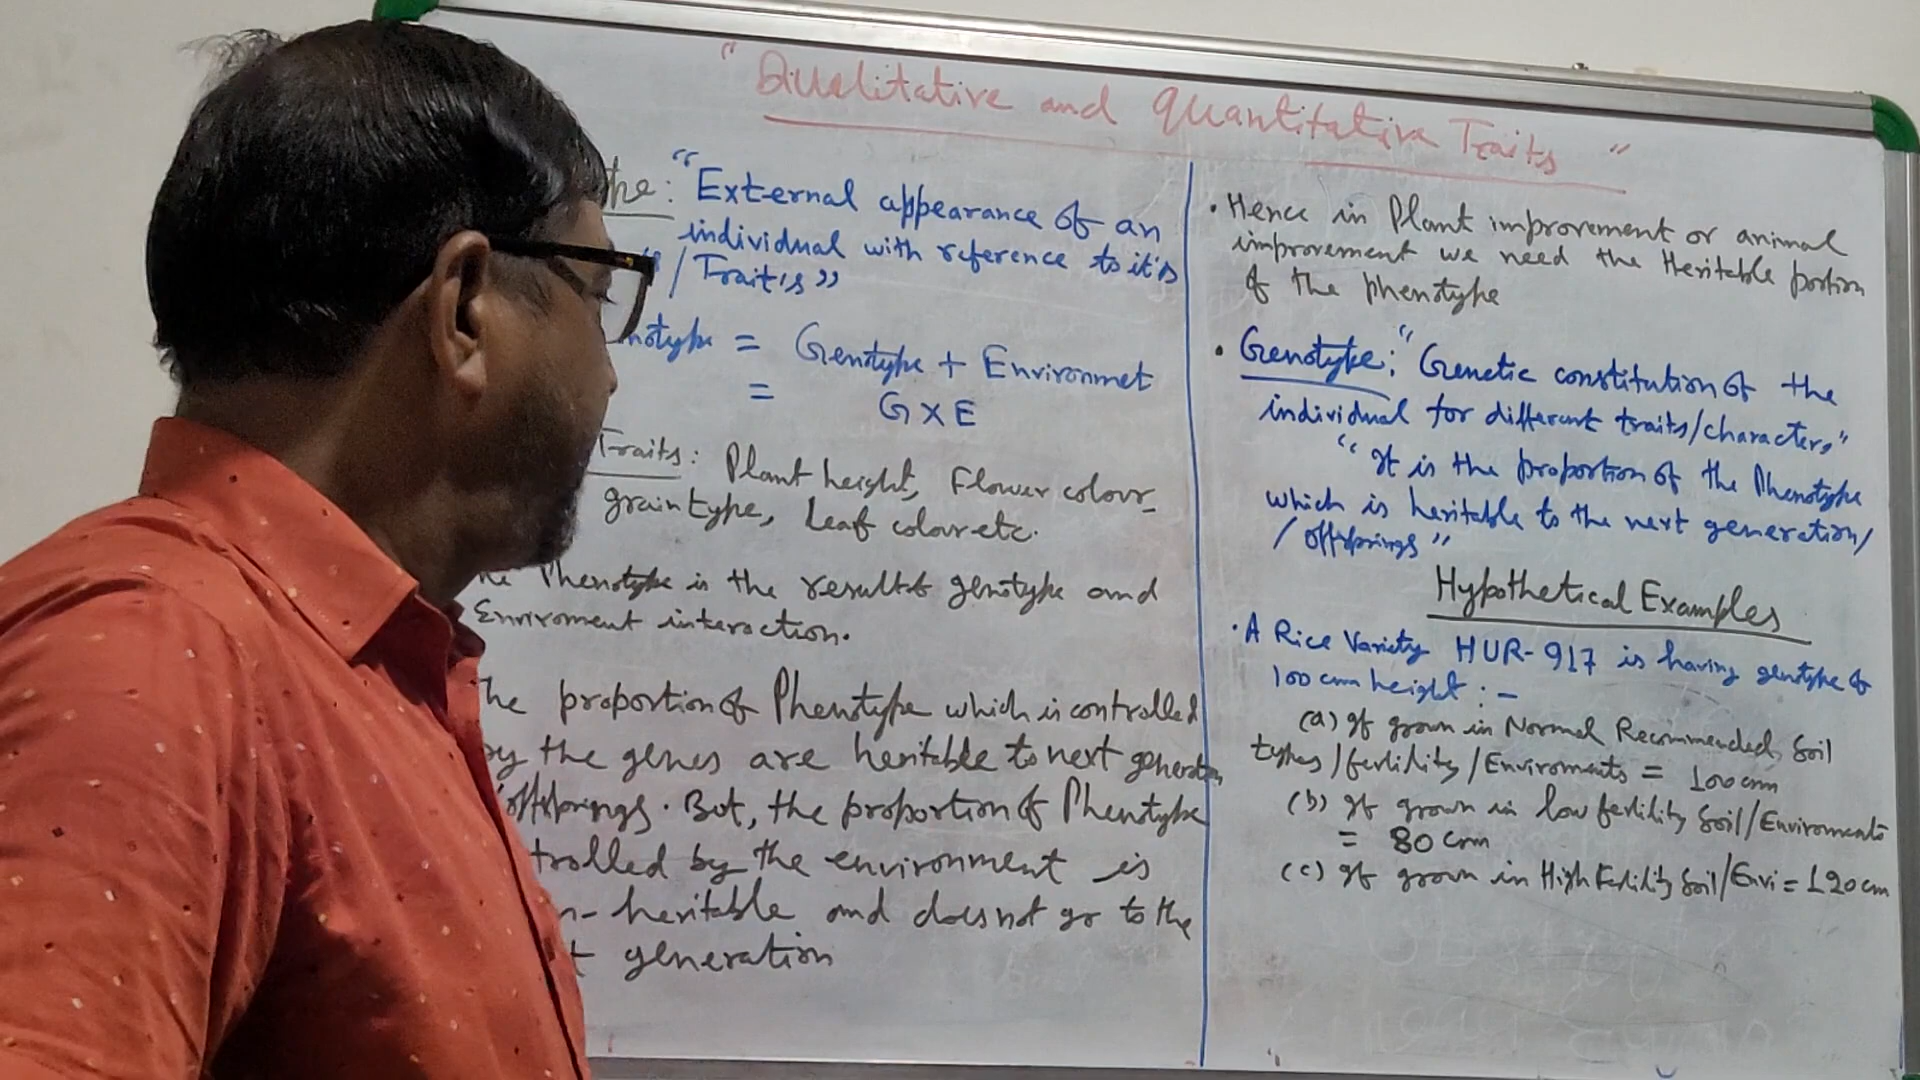 "Qualitative and Quantitative Traits"
"External appearance of an
individual with reference to it's
/ Trait's"
= Genotype + Environmet
= G x E
Traits: Plant height, Flower colour
grain type, Leaf colour etc.
Phenotype is the result of genotype and
Enviroment interaction.
The proportion of Phenotype which is controlled
by the genes are heritable to next generation
offsprings. But, the proportion of Phenotype
by the environment is
heritable and does not go to the
generation
• Hence in Plant improvement or animal
improvement we need the Heritable portion
of the Phenotype
• Genotype: "Genetic constitution of the
individual for different traits/characters"
"It is the proportion of the Phenotype
which is heritable to the next generation/
/ offsprings"
Hypothetical Examples
• A Rice Variety HUR-917 is having genotype of
100 cm height : –
(a) If grown in Normal Recommended Soil
types/fertility/Enviroments = 100 cm
(b) If grown in low fertility Soil/Enviroments
= 80 cm
(c) If grown in High Fertility Soil/Envi = 120 cm